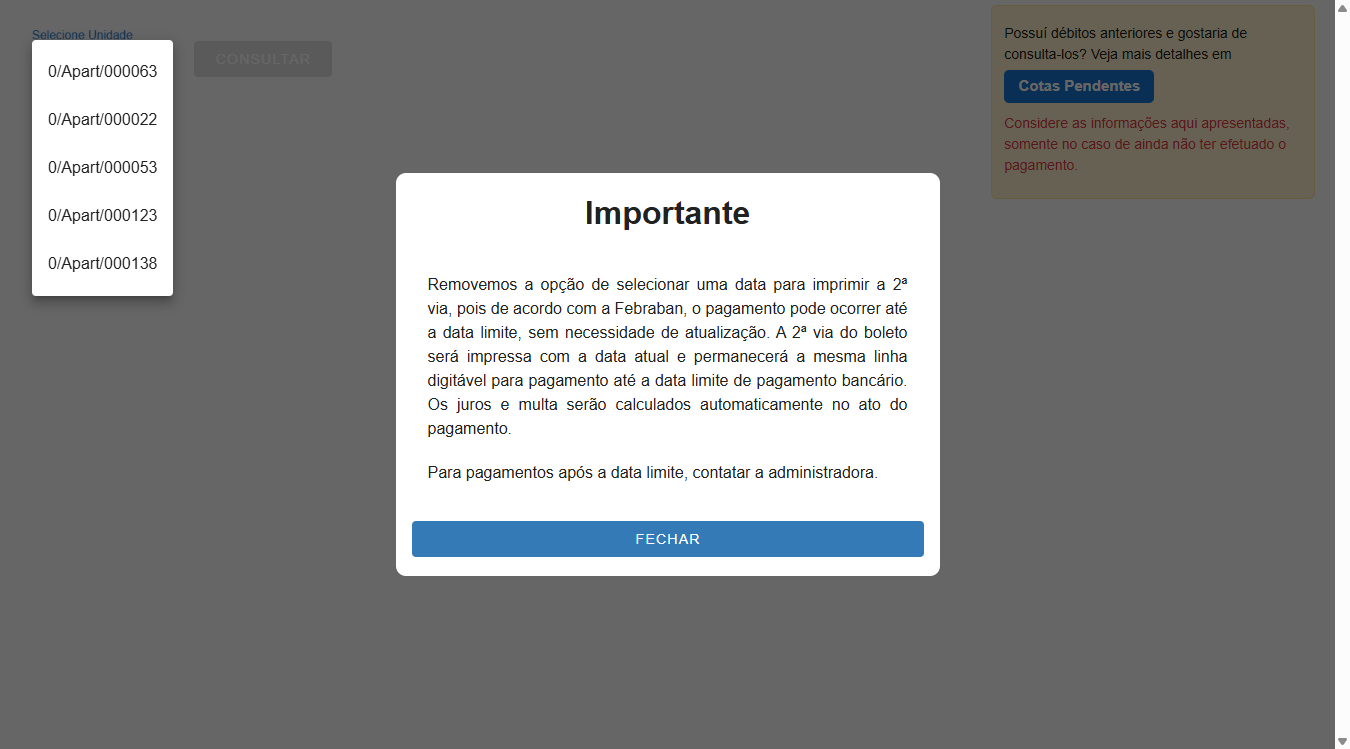 Selecione Unidade
0/Apart/000063
0/Apart/000022
0/Apart/000053
0/Apart/000123
0/Apart/000138
CONSULTAR
Possuí débitos anteriores e gostaria de
consulta-los? Veja mais detalhes em
Cotas Pendentes
Considere as informações aqui apresentadas,
somente no caso de ainda não ter efetuado o
pagamento.
Importante
Removemos a opção de selecionar uma data para imprimir a 2ª
via, pois de acordo com a Febraban, o pagamento pode ocorrer até
a data limite, sem necessidade de atualização. A 2ª via do boleto
será impressa com a data atual e permanecerá a mesma linha
digitável para pagamento até a data limite de pagamento bancário.
Os juros e multa serão calculados automaticamente no ato do
pagamento.
Para pagamentos após a data limite, contatar a administradora.
FECHAR